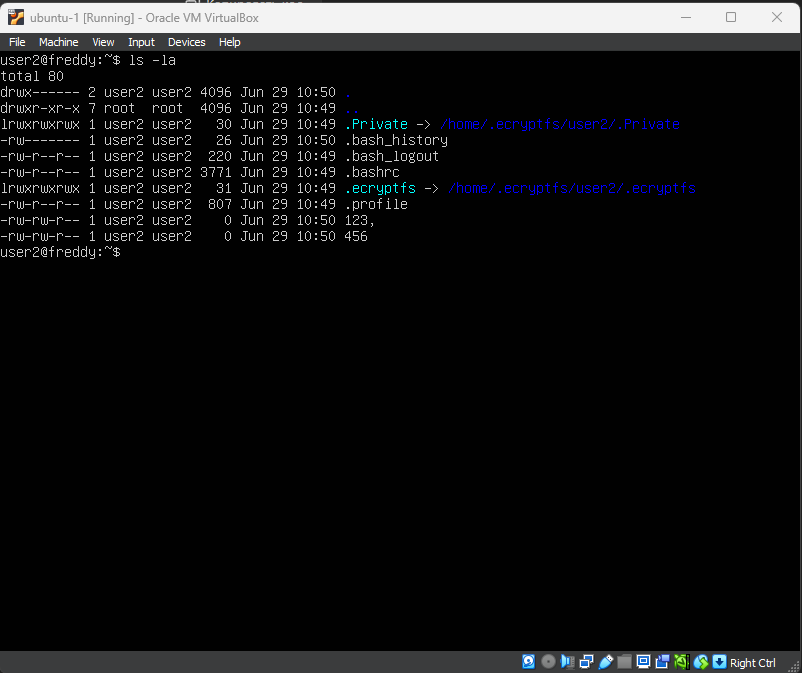 ubuntu-1 [Running] - Oracle VM VirtualBox
File Machine View Input Devices Help
user2@freddy:~$ ls -la
total 80
drwx------ 2 user2 user2 4096 Jun 29 10:50 .
drwxr-xr-x 7 root  root  4096 Jun 29 10:49 ..
lrwxrwxrwx 1 user2 user2   30 Jun 29 10:49 .Private -> /home/.ecryptfs/user2/.Private
-rw------- 1 user2 user2   26 Jun 29 10:50 .bash_history
-rw-r--r-- 1 user2 user2  220 Jun 29 10:49 .bash_logout
-rw-r--r-- 1 user2 user2 3771 Jun 29 10:49 .bashrc
lrwxrwxrwx 1 user2 user2   31 Jun 29 10:49 .ecryptfs -> /home/.ecryptfs/user2/.ecryptfs
-rw-r--r-- 1 user2 user2  807 Jun 29 10:49 .profile
-rw-rw-r-- 1 user2 user2    0 Jun 29 10:50 123,
-rw-rw-r-- 1 user2 user2    0 Jun 29 10:50 456
user2@freddy:~$
Right Ctrl